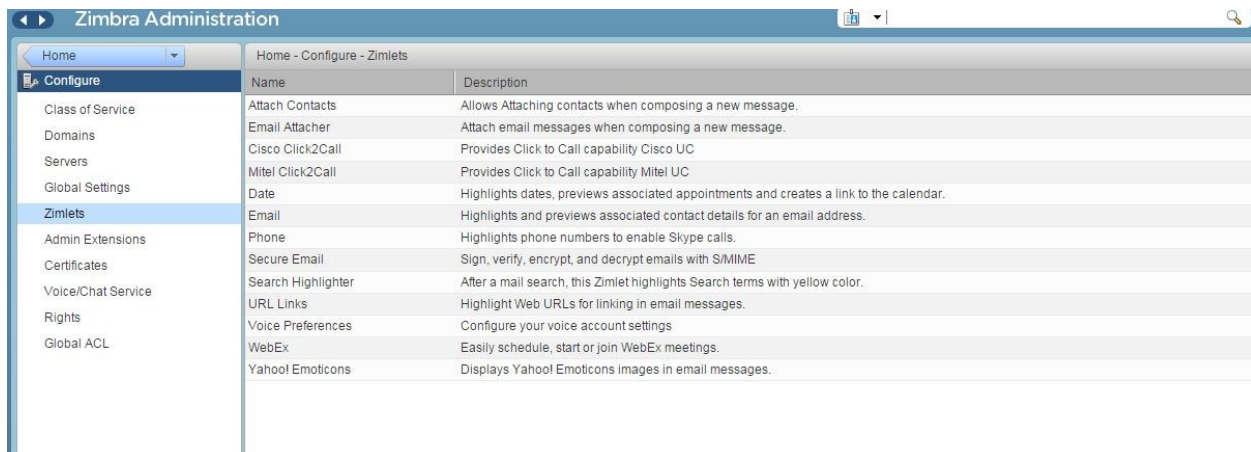 Zimbra Administration
Home
Home - Configure - Zimlets
Configure
Class of Service
Domains
Servers
Global Settings
Zimlets
Admin Extensions
Certificates
Voice/Chat Service
Rights
Global ACL
Name Description
Attach Contacts Allows Attaching contacts when composing a new message.
Email Attacher Attach email messages when composing a new message.
Cisco Click2Call Provides Click to Call capability Cisco UC
Mitel Click2Call Provides Click to Call capability Mitel UC
Date Highlights dates, previews associated appointments and creates a link to the calendar.
Email Highlights and previews associated contact details for an email address.
Phone Highlights phone numbers to enable Skype calls.
Secure Email Sign, verify, encrypt, and decrypt emails with S/MIME
Search Highlighter After a mail search, this Zimlet highlights Search terms with yellow color.
URL Links Highlight Web URLs for linking in email messages.
Voice Preferences Configure your voice account settings
WebEx Easily schedule, start or join WebEx meetings.
Yahoo! Emoticons Displays Yahoo! Emoticons images in email messages.